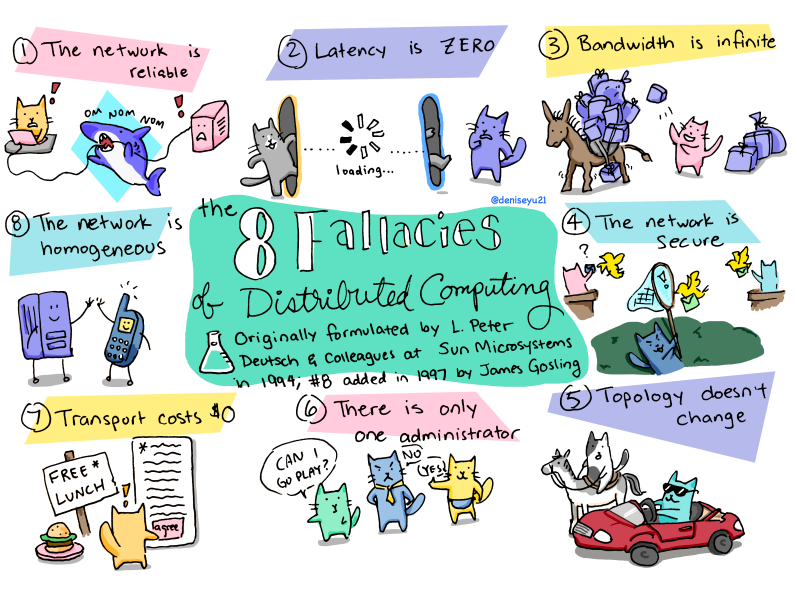 1 The network is
reliable
!
!
OM NOM NOM
2 Latency is ZERO
loading...
3 Bandwidth is infinite
@deniseyu21
the
8 Fallacies
of Distributed Computing
Originally formulated by L. Peter
Deutsch & Colleagues at Sun Microsystems
in 1994; #8 added in 1997 by James Gosling
4 The network is
secure
?
5 Topology doesn't
change
6 There is only
one administrator
CAN I
GO PLAY?
NO
YES!
7 Transport costs $0
FREE*
LUNCH
!
*
agree
8 The network is
homogeneous